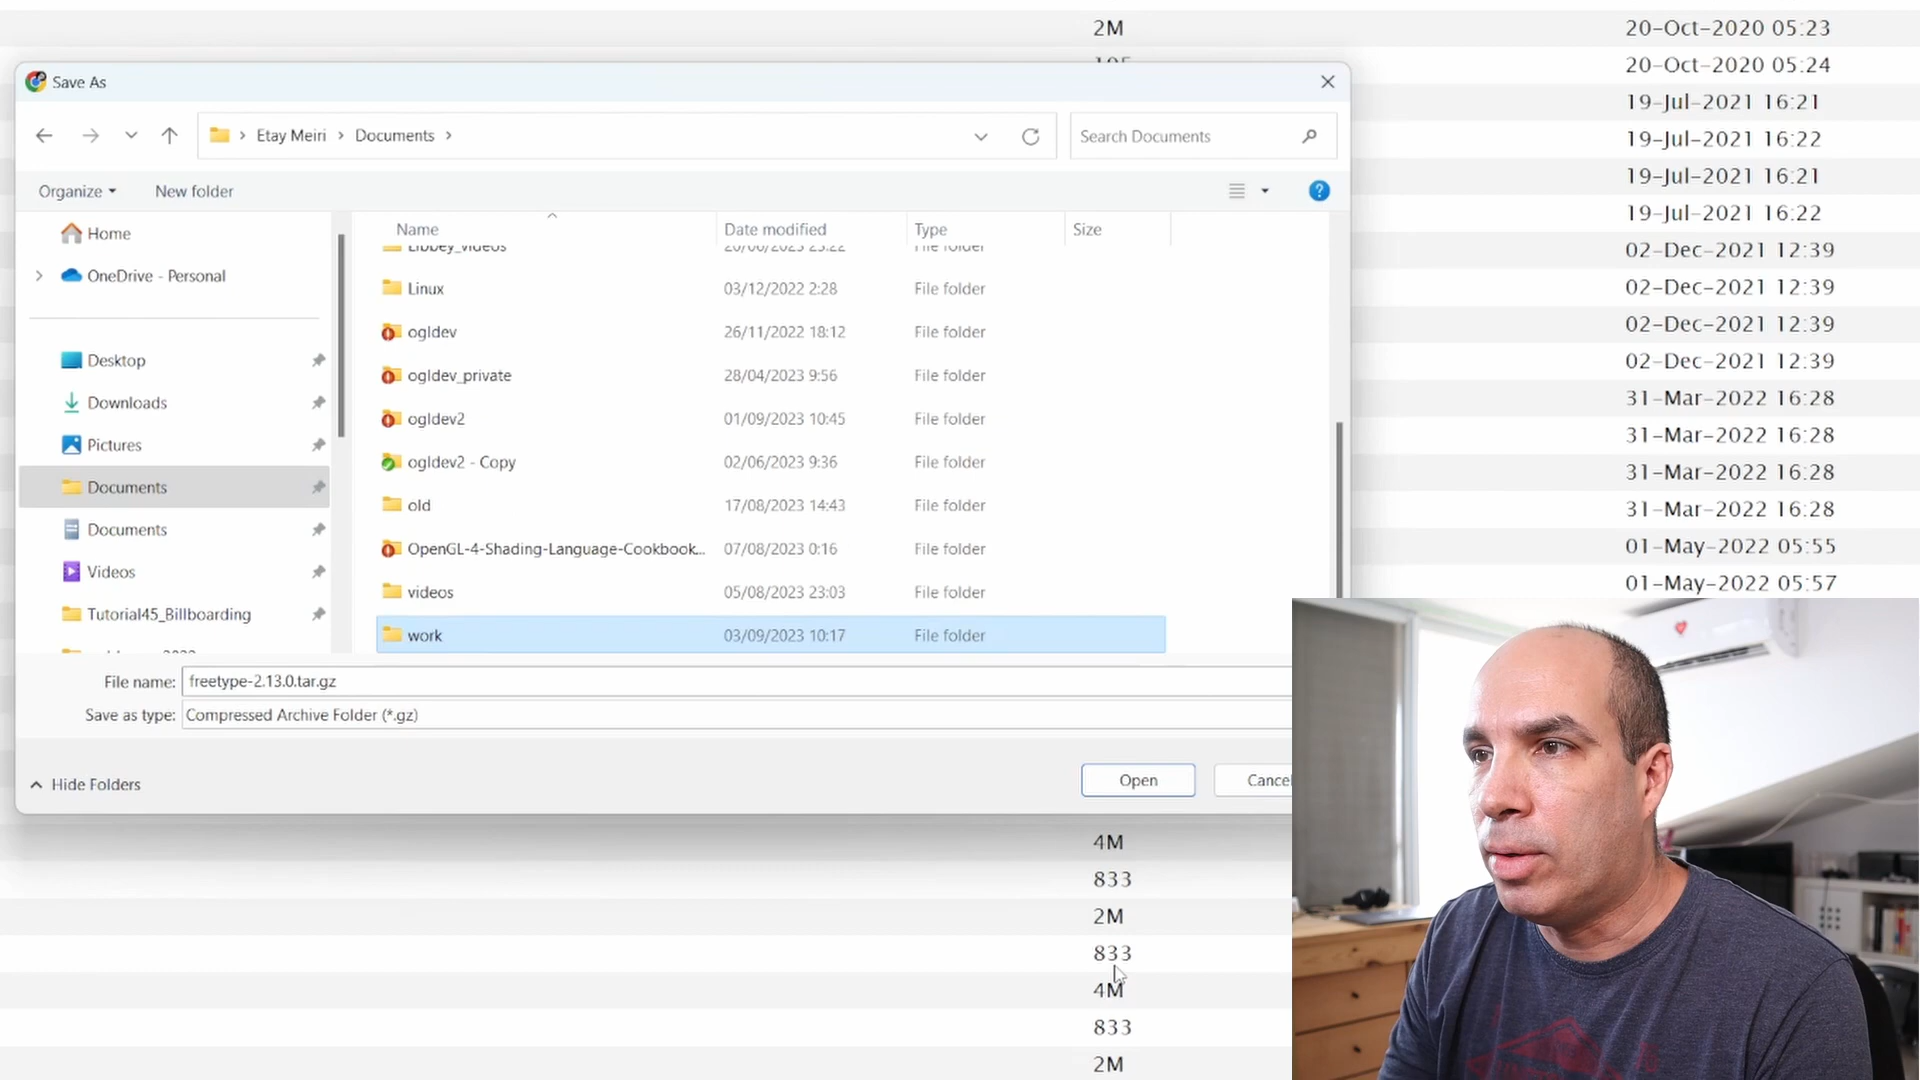 2M
20-Oct-2020 05:23
20-Oct-2020 05:24
Save As
19-Jul-2021 16:21
Etay Meiri > Documents >
Search Documents
19-Jul-2021 16:22
19-Jul-2021 16:21
Organize
New folder
19-Jul-2021 16:22
Name
Date modified
Type
Size
Home
Libbey_videos
File folder
02-Dec-2021 12:39
OneDrive - Personal
Linux
03/12/2022 2:28
File folder
02-Dec-2021 12:39
ogldev
26/11/2022 18:12
File folder
02-Dec-2021 12:39
Desktop
ogldev_private
28/04/2023 9:56
File folder
02-Dec-2021 12:39
Downloads
ogldev2
01/09/2023 10:45
File folder
31-Mar-2022 16:28
31-Mar-2022 16:28
Pictures
ogldev2 - Copy
02/06/2023 9:36
File folder
31-Mar-2022 16:28
Documents
old
17/08/2023 14:43
File folder
31-Mar-2022 16:28
Documents
OpenGL-4-Shading-Language-Cookbook...
07/08/2023 0:16
File folder
01-May-2022 05:55
Videos
videos
05/08/2023 23:03
File folder
01-May-2022 05:57
Tutorial45_Billboarding
work
03/09/2023 10:17
File folder
File name: freetype-2.13.0.tar.gz
Save as type: Compressed Archive Folder (*.gz)
Hide Folders
Open
Cancel
4M
833
2M
833
4M
833
2M